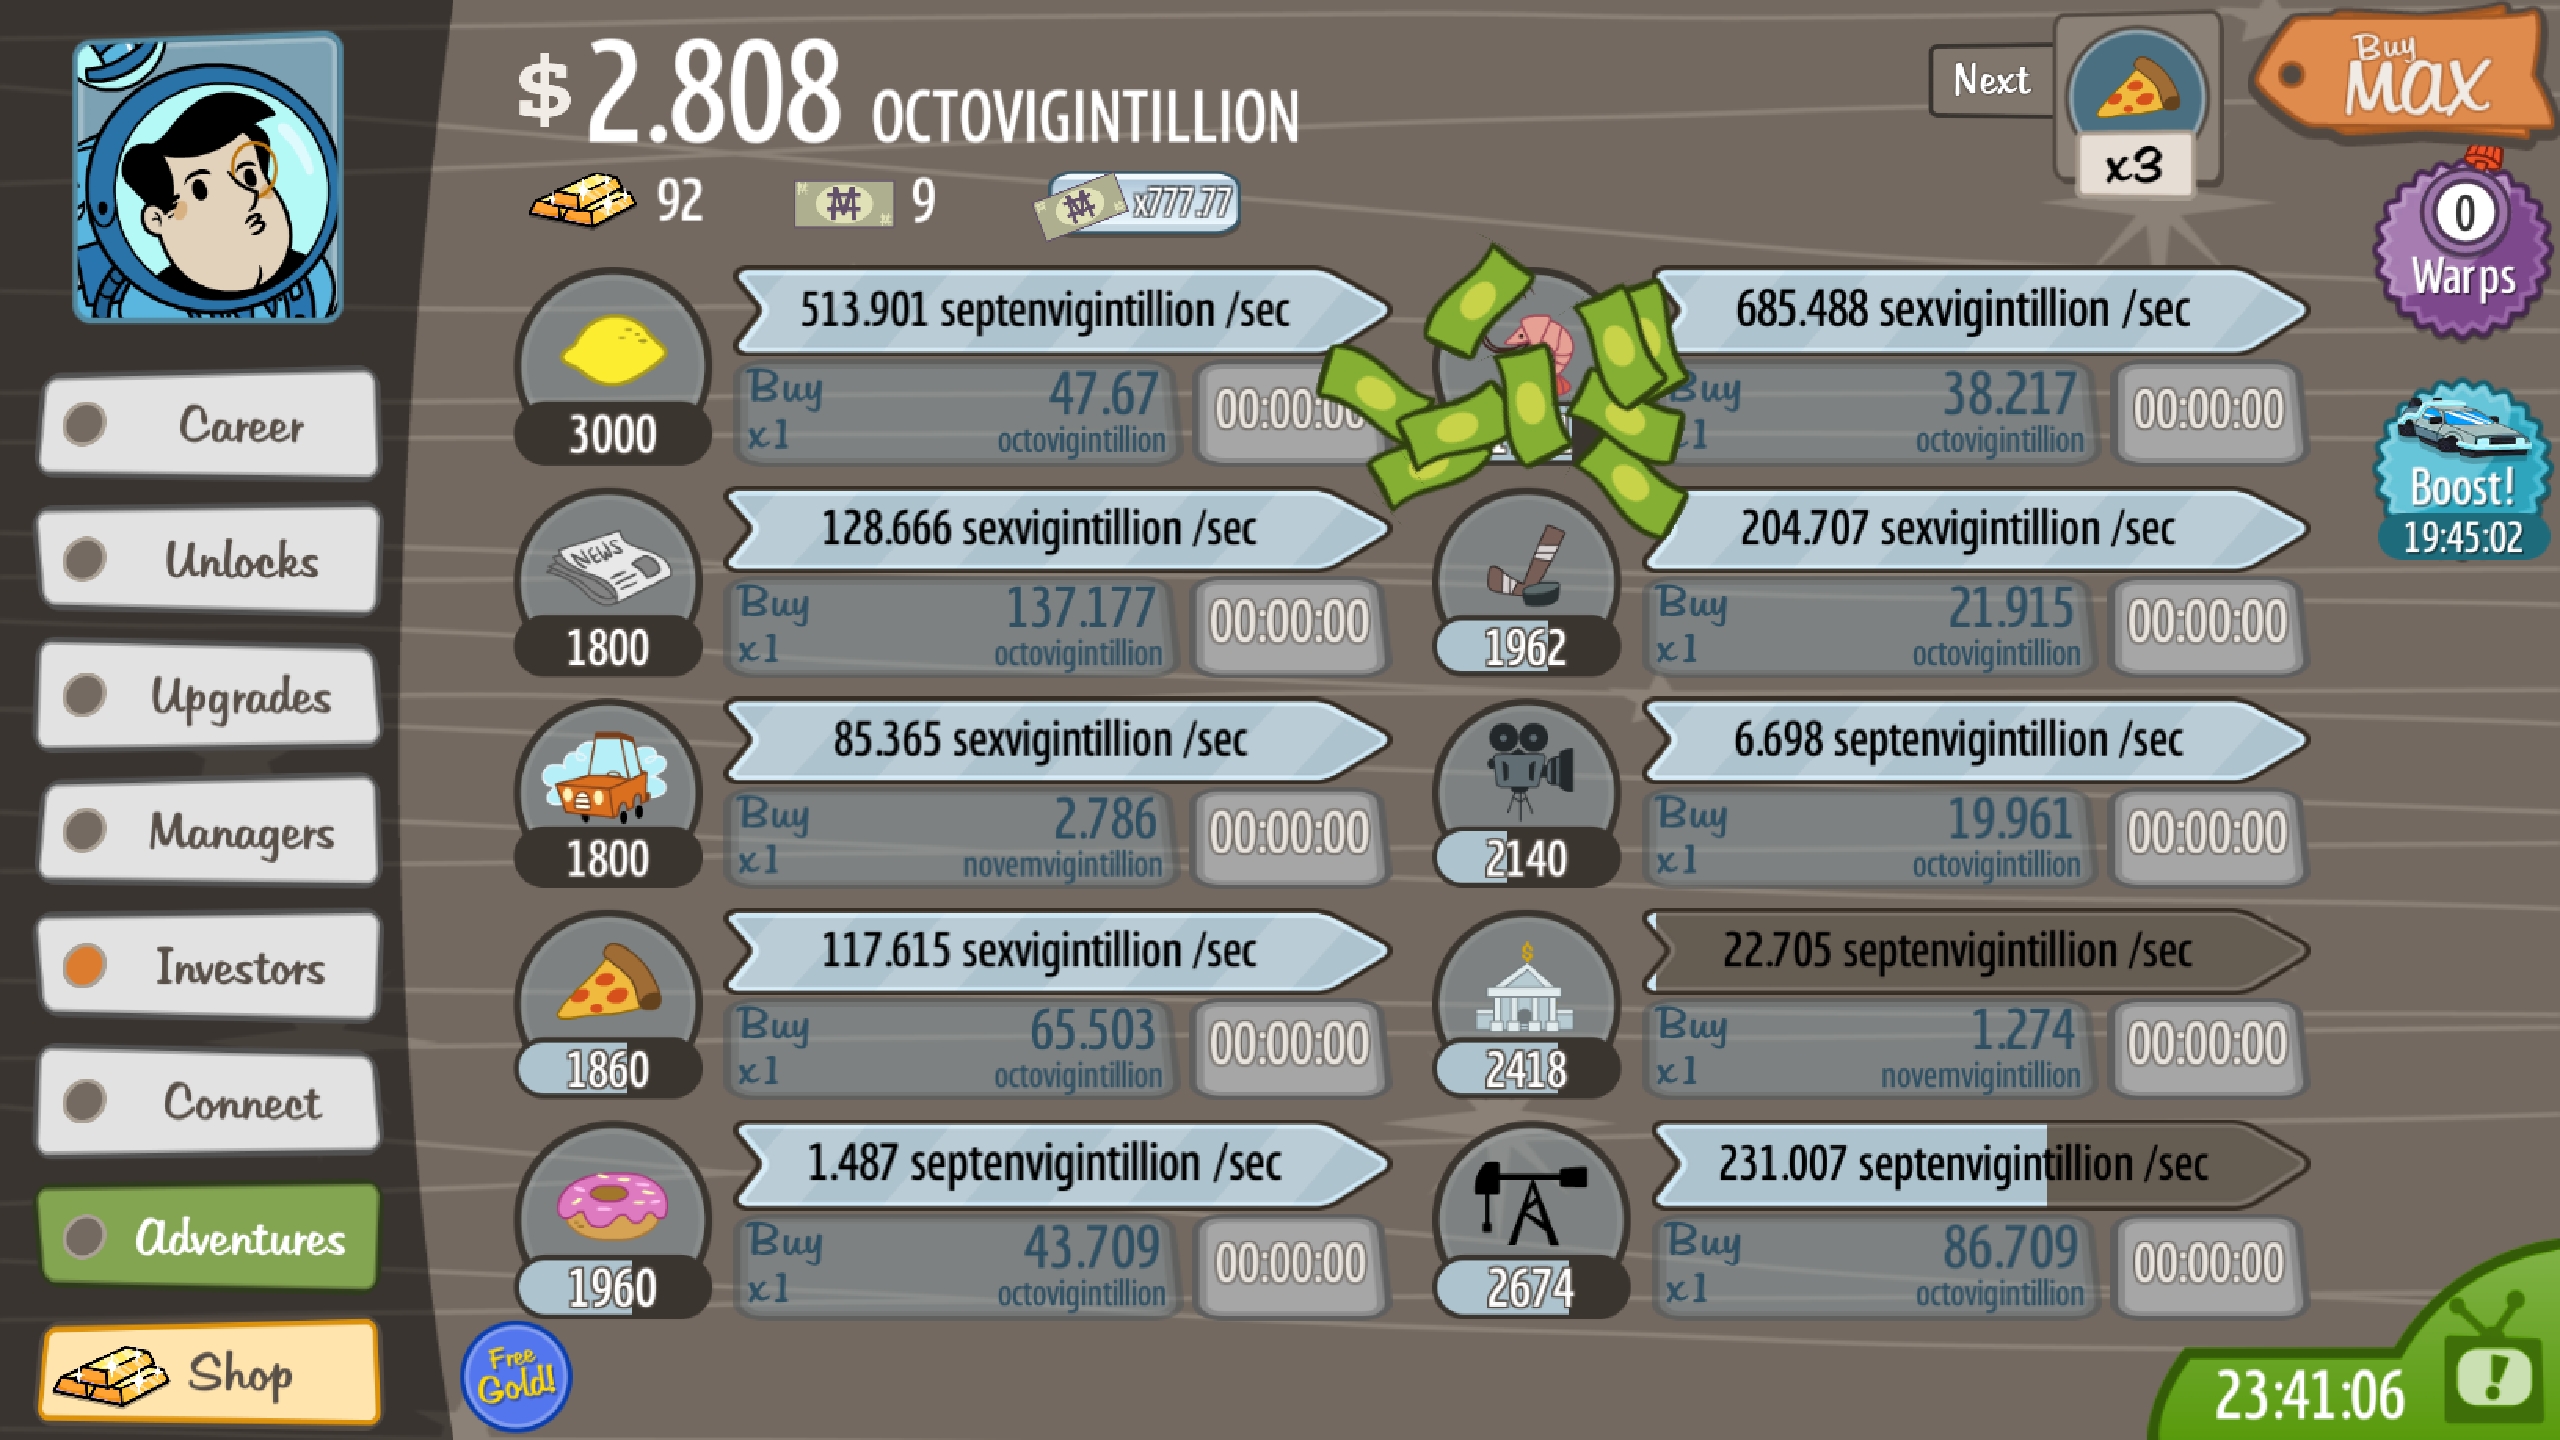 $2.808 OCTOVIGINTILLION
92
9
x777.77
Next
x3
Buy
MAX
0
Warps
Boost!
19:45:02
Career
Unlocks
Upgrades
Managers
Investors
Connect
Adventures
Shop
513.901 septenvigintillion /sec
Buy 47.67
x1 octovigintillion
00:00:00
3000
NEWS
128.666 sexvigintillion /sec
Buy 137.177
x1 octovigintillion
00:00:00
1800
85.365 sexvigintillion /sec
Buy 2.786
x1 novemvigintillion
00:00:00
1800
117.615 sexvigintillion /sec
Buy 65.503
x1 octovigintillion
00:00:00
1860
1.487 septenvigintillion /sec
Buy 43.709
x1 octovigintillion
00:00:00
1960
685.488 sexvigintillion /sec
Buy 38.217
octovigintillion
00:00:00
204.707 sexvigintillion /sec
Buy 21.915
x1 octovigintillion
00:00:00
1962
6.698 septenvigintillion /sec
Buy 19.961
x1 octovigintillion
00:00:00
2140
$
22.705 septenvigintillion /sec
Buy 1.274
x1 novemvigintillion
00:00:00
2418
231.007 septenvigintillion /sec
Buy 86.709
x1 octovigintillion
00:00:00
2674
Free
Gold!
23:41:06
!